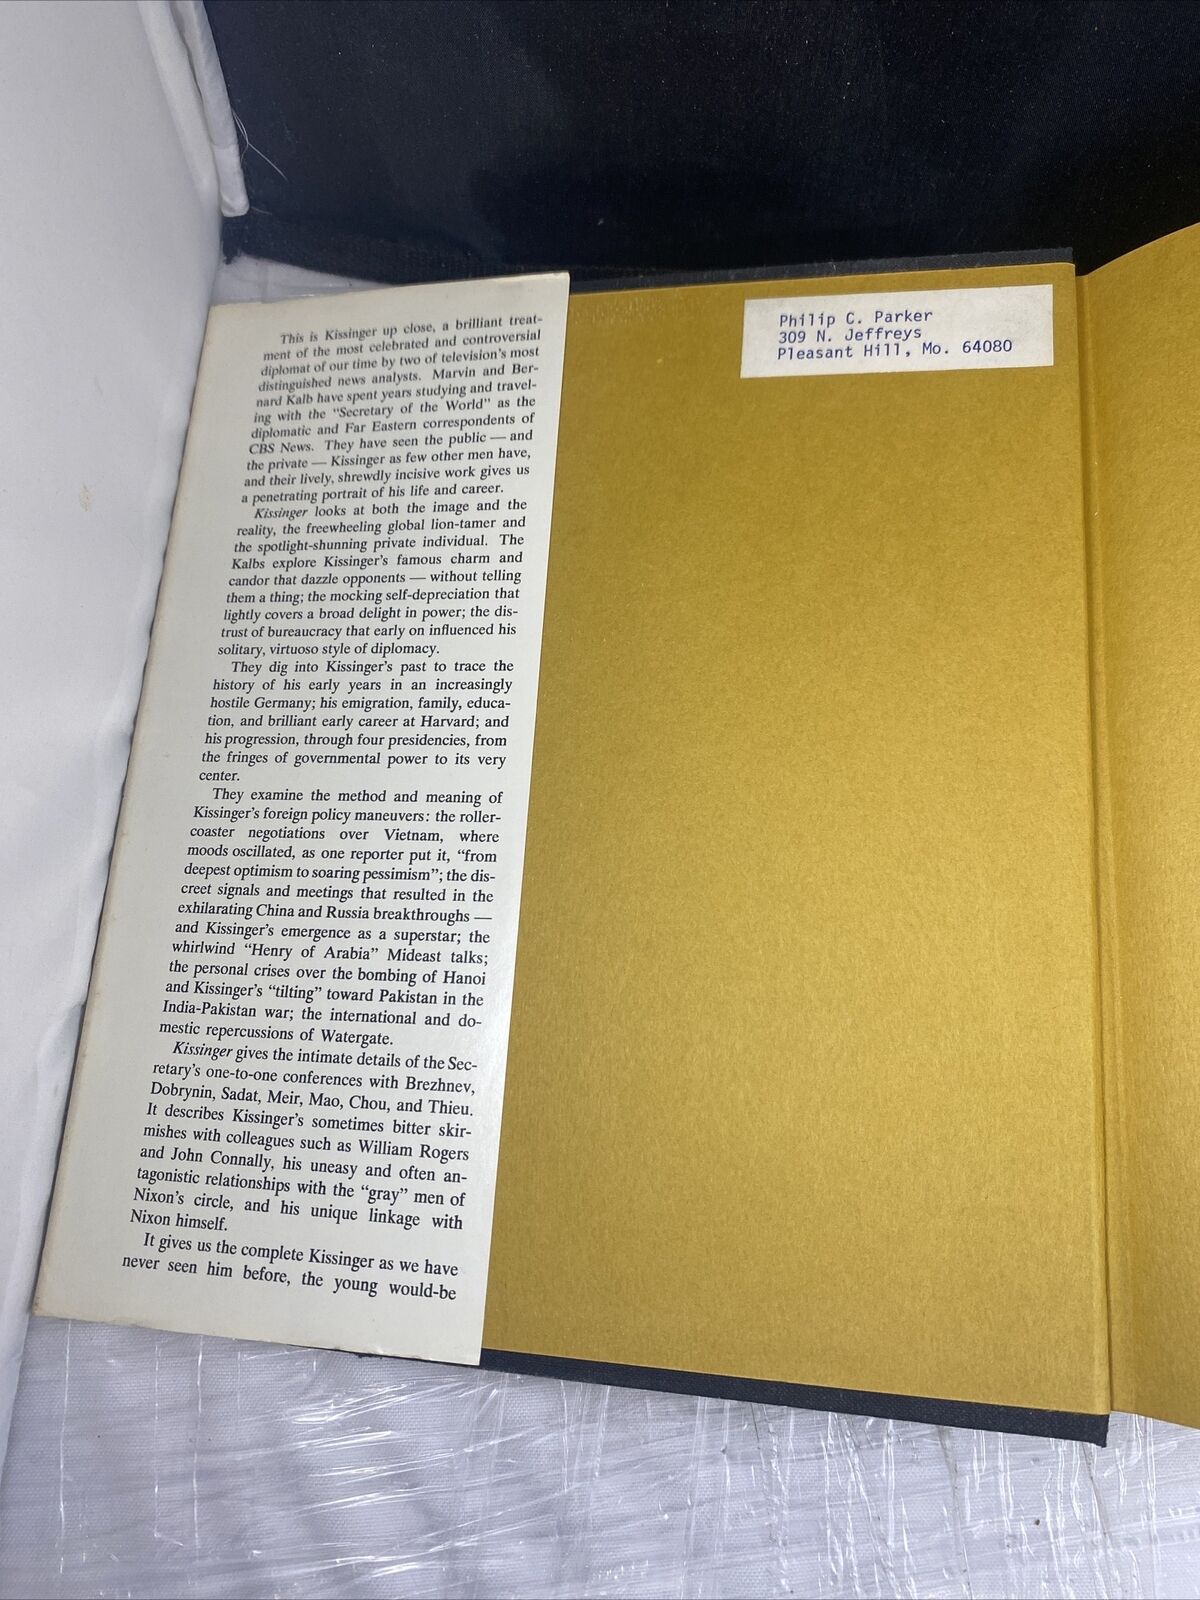 This is Kissinger up close, a brilliant treat-
ment of the most celebrated and controversial
diplomat of our time by two of television's most
distinguished news analysts. Marvin and Ber-
nard Kalb have spent years studying and travel-
ing with the "Secretary of the World" as the
diplomatic and Far Eastern correspondents of
CBS News. They have seen the public — and
the private — Kissinger as few other men have,
and their lively, shrewdly incisive work gives us
a penetrating portrait of his life and career.
Kissinger looks at both the image and the
reality, the freewheeling global lion-tamer and
the spotlight-shunning private individual. The
Kalbs explore Kissinger's famous charm and
candor that dazzle opponents — without telling
them a thing; the mocking self-depreciation that
lightly covers a broad delight in power; the dis-
trust of bureaucracy that early on influenced his
solitary, virtuoso style of diplomacy.
They dig into Kissinger's past to trace the
history of his early years in an increasingly
hostile Germany; his emigration, family, educa-
tion, and brilliant early career at Harvard; and
his progression, through four presidencies, from
the fringes of governmental power to its very
center.
They examine the method and meaning of
Kissinger's foreign policy maneuvers: the roller-
coaster negotiations over Vietnam, where
moods oscillated, as one reporter put it, "from
deepest optimism to soaring pessimism"; the dis-
creet signals and meetings that resulted in the
exhilarating China and Russia breakthroughs —
and Kissinger's emergence as a superstar; the
whirlwind "Henry of Arabia" Mideast talks;
the personal crises over the bombing of Hanoi
and Kissinger's "tilting" toward Pakistan in the
India-Pakistan war; the international and do-
mestic repercussions of Watergate.
Kissinger gives the intimate details of the Sec-
retary's one-to-one conferences with Brezhnev,
Dobrynin, Sadat, Meir, Mao, Chou, and Thieu.
It describes Kissinger's sometimes bitter skir-
mishes with colleagues such as William Rogers
and John Connally, his uneasy and often an-
tagonistic relationships with the "gray" men of
Nixon's circle, and his unique linkage with
Nixon himself.
It gives us the complete Kissinger as we have
never seen him before, the young would-be
Philip C. Parker
309 N. Jeffreys
Pleasant Hill, Mo. 64080